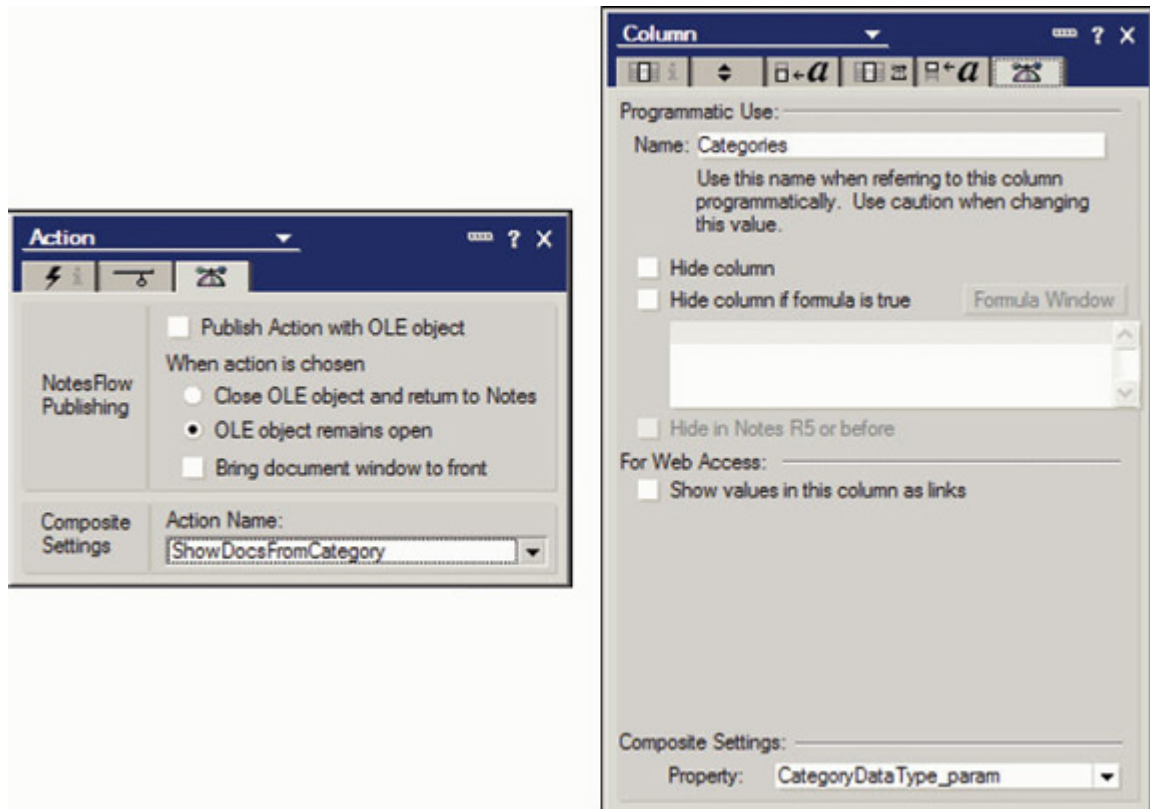 Action
? X
NotesFlow
Publishing
Publish Action with OLE object
When action is chosen
Close OLE object and return to Notes
OLE object remains open
Bring document window to front
Composite
Settings
Action Name:
ShowDocsFromCategory
Column
? X
i
a
a
Programmatic Use:
Name: Categories
Use this name when referring to this column
programmatically. Use caution when changing
this value.
Hide column
Hide column if formula is true
Formula Window
Hide in Notes R5 or before
For Web Access:
Show values in this column as links
Composite Settings:
Property: CategoryDataType_param